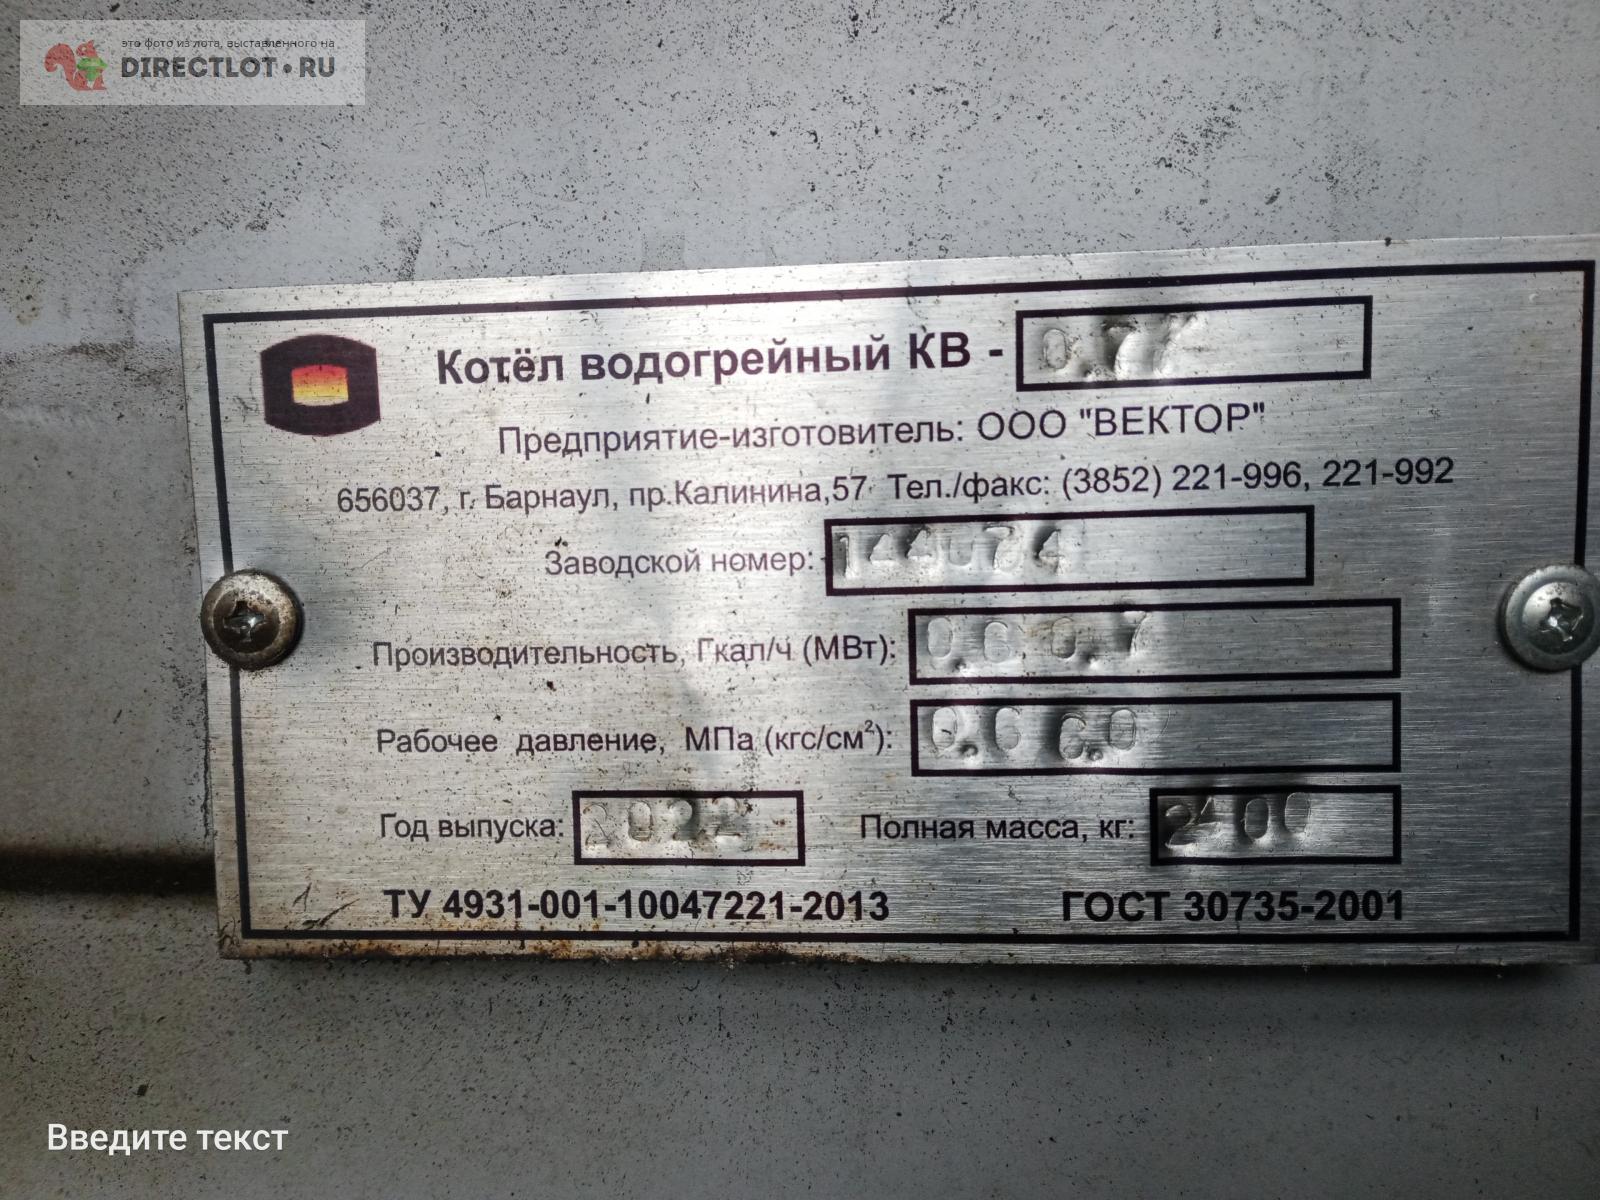 это фото из лота, выставленного на
DIRECTLOT.RU
Котёл водогрейный КВ - 0.77
Предприятие-изготовитель: ООО "ВЕКТОР"
656037, г. Барнаул, пр.Калинина,57 Тел./факс: (3852) 221-996, 221-992
Заводской номер: 144074
Производительность, Гкал/ч (МВт): 0.6 0.7
Рабочее давление, МПа (кгс/см²): 0.6 6.0
Год выпуска: 2022 Полная масса, кг: 2400
ТУ 4931-001-10047221-2013 ГОСТ 30735-2001
Введите текст